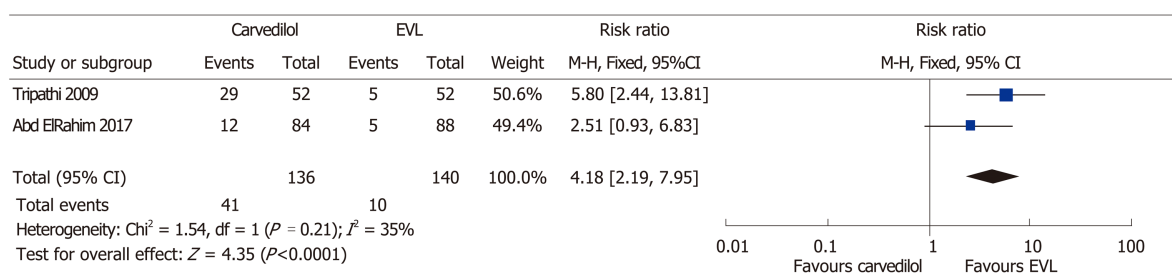 Carvedilol EVL Risk ratio Risk ratio
Study or subgroup Events Total Events Total Weight M-H, Fixed, 95%CI M-H, Fixed, 95% CI
Tripathi 2009 29 52 5 52 50.6% 5.80 [2.44, 13.81]
Abd ElRahim 2017 12 84 5 88 49.4% 2.51 [0.93, 6.83]
Total (95% CI) 136 140 100.0% 4.18 [2.19, 7.95]
Total events 41 10
Heterogeneity: Chi² = 1.54, df = 1 (P = 0.21); I² = 35%
Test for overall effect: Z = 4.35 (P<0.0001)
0.01 0.1 1 10 100
Favours carvedilol Favours EVL